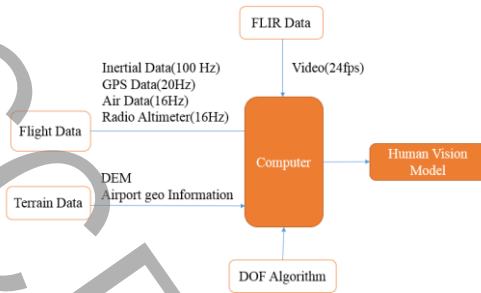 FLIR Data
Inertial Data(100 Hz)
GPS Data(20Hz)
Air Data(16Hz)
Radio Altimeter(16Hz)
Video(24fps)
Flight Data
Computer
Human Vision
Model
DEM
Airport geo Information
Terrain Data
DOF Algorithm